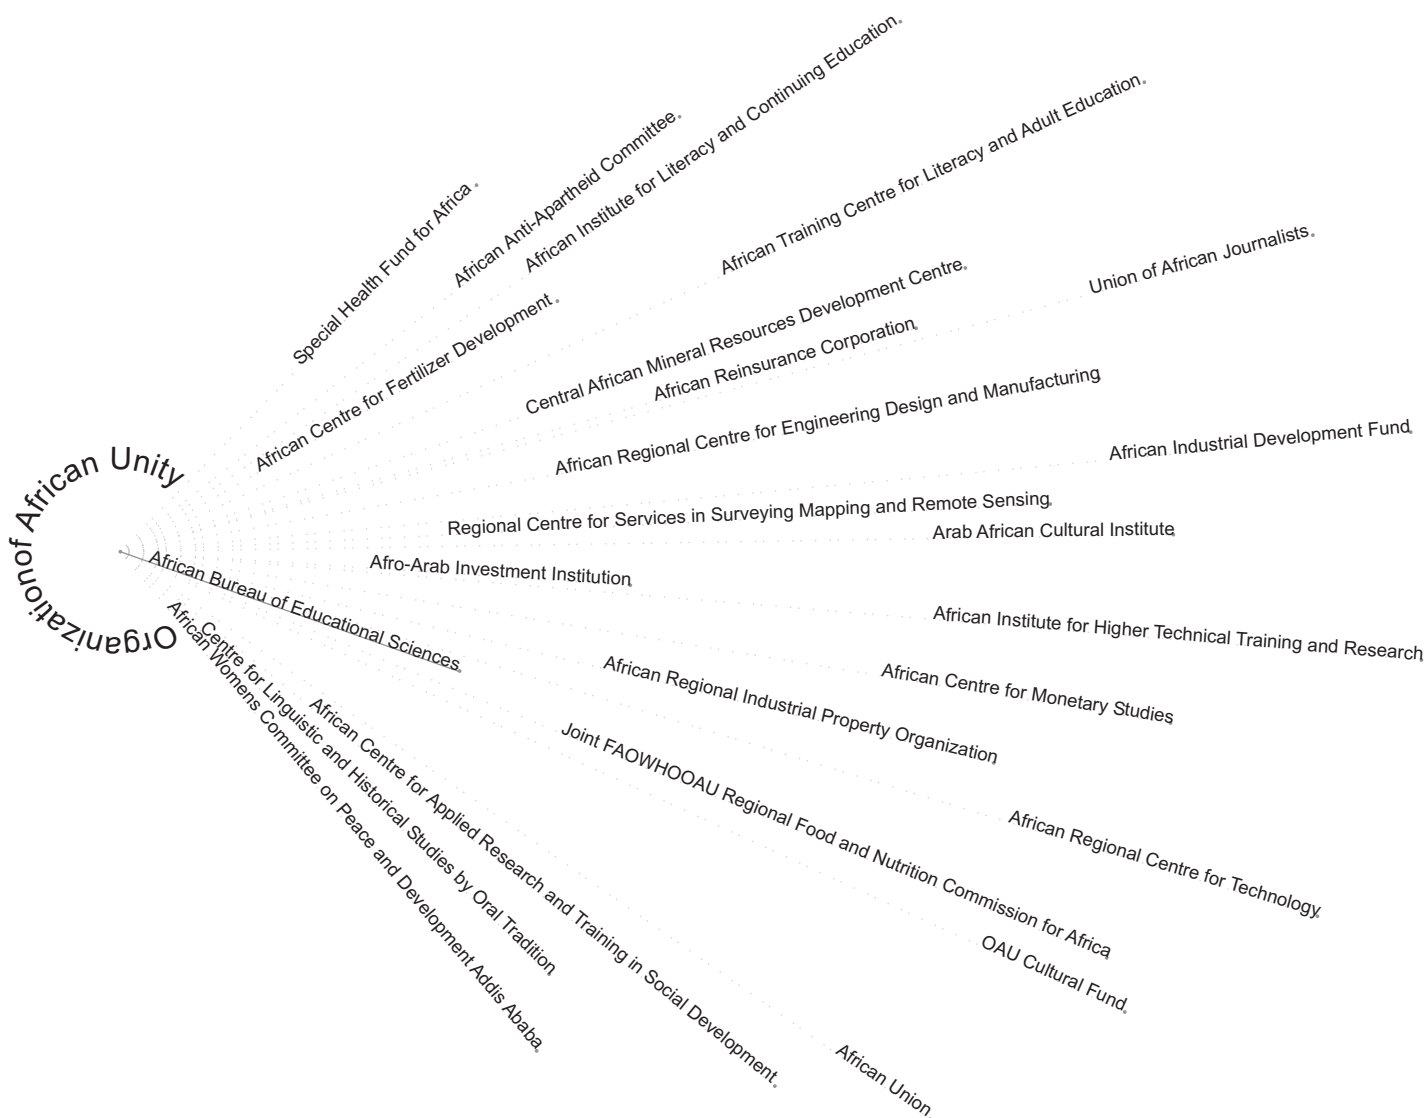 Organizationof African Unity
Special Health Fund for Africa
African Anti-Apartheid Committee
African Institute for Literacy and Continuing Education
African Centre for Fertilizer Development
African Training Centre for Literacy and Adult Education
Central African Mineral Resources Development Centre
African Reinsurance Corporation
Union of African Journalists
African Regional Centre for Engineering Design and Manufacturing
African Industrial Development Fund
Regional Centre for Services in Surveying Mapping and Remote Sensing
Arab African Cultural Institute
Afro-Arab Investment Institution
African Institute for Higher Technical Training and Research
African Centre for Monetary Studies
African Regional Industrial Property Organization
African Regional Centre for Technology
African Bureau of Educational Sciences
Joint FAOWHOOAU Regional Food and Nutrition Commission for Africa
OAU Cultural Fund
African Union
African Centre for Applied Research and Training in Social Development
Centre for Linguistic and Historical Studies by Oral Tradition
African Womens Committee on Peace and Development Addis Ababa